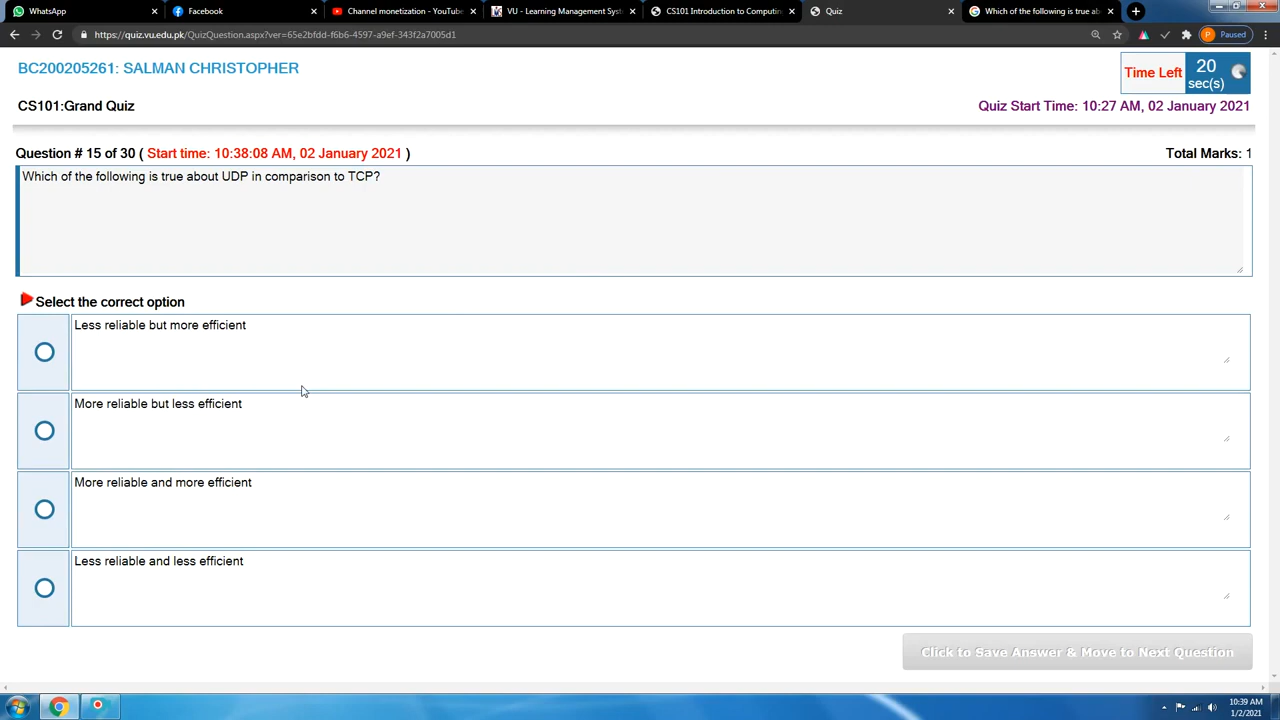 WhatsApp
Facebook
Channel monetization - YouTube
VU - Learning Management Syst
CS101 Introduction to Computin
Quiz
Which of the following is true ab
https://quiz.vu.edu.pk/QuizQuestion.aspx?ver=65e2bfdd-f6b6-4597-a9ef-343f2a7005d1
P
Paused
BC200205261: SALMAN CHRISTOPHER
Time Left
20
sec(s)
CS101:Grand Quiz
Quiz Start Time: 10:27 AM, 02 January 2021
Question # 15 of 30 ( Start time: 10:38:08 AM, 02 January 2021 )
Total Marks: 1
Which of the following is true about UDP in comparison to TCP?
Select the correct option
Less reliable but more efficient
More reliable but less efficient
More reliable and more efficient
Less reliable and less efficient
Click to Save Answer & Move to Next Question
10:39 AM
1/2/2021